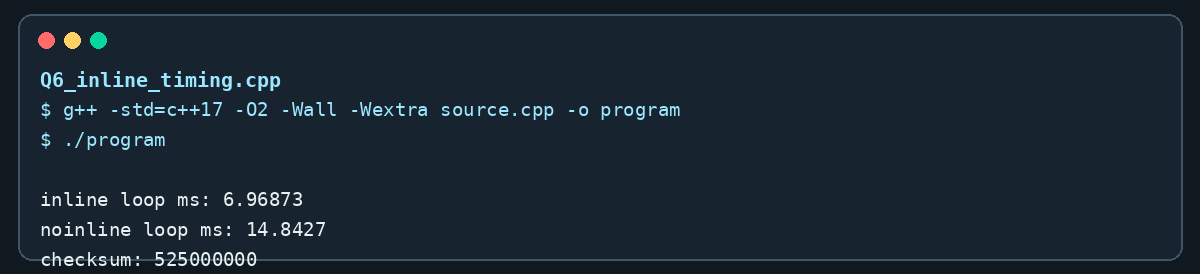 Q6_inline_timing.cpp
$ g++ -std=c++17 -O2 -Wall -Wextra source.cpp -o program
$ ./program
inline loop ms: 6.96873
noinline loop ms: 14.8427
checksum: 525000000